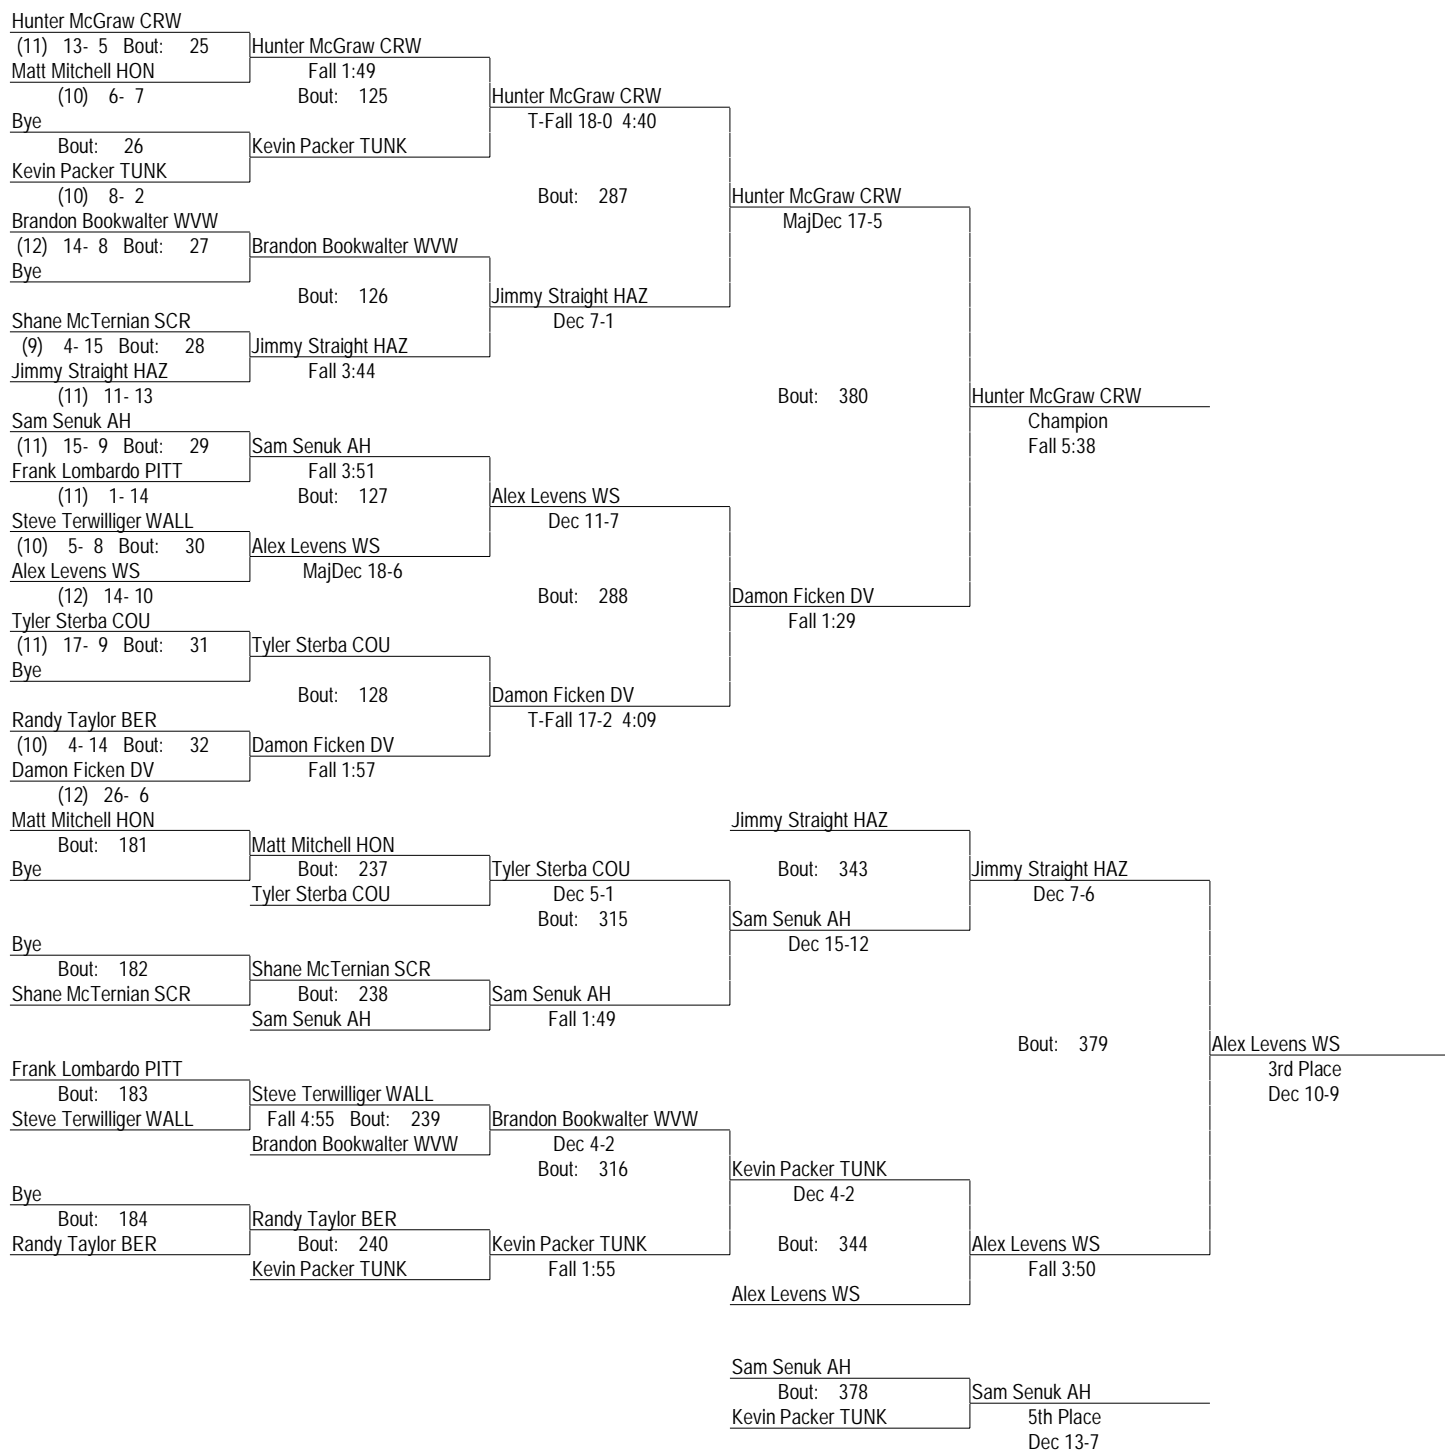 Hunter McGraw CRW
(11) 13- 5 Bout: 25
Hunter McGraw CRW
Matt Mitchell HON
Fall 1:49
(10) 6- 7
Bout: 125
Hunter McGraw CRW
Bye
T-Fall 18-0 4:40
Bout: 26
Kevin Packer TUNK
Kevin Packer TUNK
(10) 8- 2
Bout: 287
Hunter McGraw CRW
Brandon Bookwalter WVW
MajDec 17-5
(12) 14- 8 Bout: 27
Brandon Bookwalter WVW
Bye
Bout: 126
Jimmy Straight HAZ
Shane McTernian SCR
Dec 7-1
(9) 4- 15 Bout: 28
Jimmy Straight HAZ
Jimmy Straight HAZ
Fall 3:44
(11) 11- 13
Bout: 380
Hunter McGraw CRW
Sam Senuk AH
Champion
(11) 15- 9 Bout: 29
Sam Senuk AH
Fall 5:38
Frank Lombardo PITT
Fall 3:51
(11) 1- 14
Bout: 127
Alex Levens WS
Steve Terwilliger WALL
Dec 11-7
(10) 5- 8 Bout: 30
Alex Levens WS
Alex Levens WS
MajDec 18-6
(12) 14- 10
Bout: 288
Damon Ficken DV
Tyler Sterba COU
Fall 1:29
(11) 17- 9 Bout: 31
Tyler Sterba COU
Bye
Bout: 128
Damon Ficken DV
Randy Taylor BER
T-Fall 17-2 4:09
(10) 4- 14 Bout: 32
Damon Ficken DV
Damon Ficken DV
Fall 1:57
(12) 26- 6
Matt Mitchell HON
Jimmy Straight HAZ
Bout: 181
Matt Mitchell HON
Bye
Bout: 237
Tyler Sterba COU
Bout: 343
Jimmy Straight HAZ
Tyler Sterba COU
Dec 5-1
Dec 7-6
Bout: 315
Sam Senuk AH
Bye
Dec 15-12
Bout: 182
Shane McTernian SCR
Shane McTernian SCR
Bout: 238
Sam Senuk AH
Sam Senuk AH
Fall 1:49
Bout: 379
Alex Levens WS
Frank Lombardo PITT
3rd Place
Bout: 183
Steve Terwilliger WALL
Dec 10-9
Steve Terwilliger WALL
Fall 4:55 Bout: 239
Brandon Bookwalter WVW
Brandon Bookwalter WVW
Dec 4-2
Bout: 316
Kevin Packer TUNK
Bye
Dec 4-2
Bout: 184
Randy Taylor BER
Randy Taylor BER
Bout: 240
Kevin Packer TUNK
Bout: 344
Alex Levens WS
Kevin Packer TUNK
Fall 1:55
Fall 3:50
Alex Levens WS
Sam Senuk AH
Bout: 378
Sam Senuk AH
Kevin Packer TUNK
5th Place
Dec 13-7